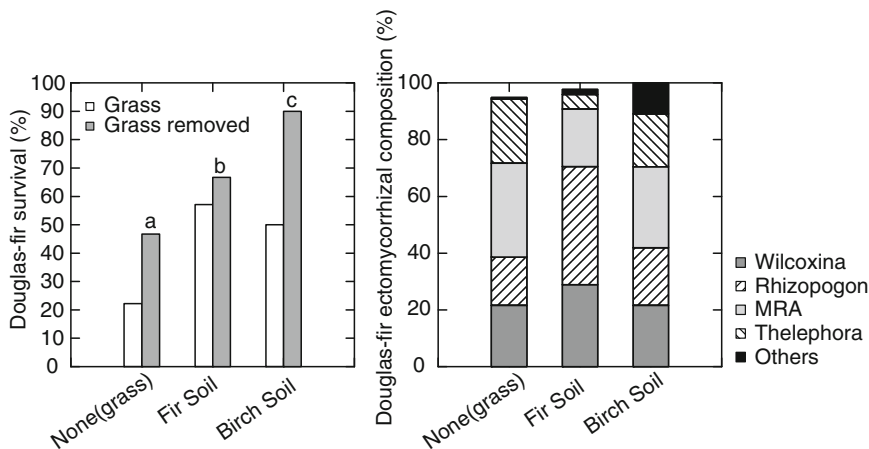 Douglas-fir survival (%)
100
90
80
70
60
50
40
30
20
10
0
Grass
Grass removed
a
b
c
None(grass)
Fir Soil
Birch Soil
Douglas-fir ectomycorrhizal composition (%)
100
80
60
40
20
0
None(grass)
Fir Soil
Birch Soil
Wilcoxina
Rhizopogon
MRA
Thelephora
Others